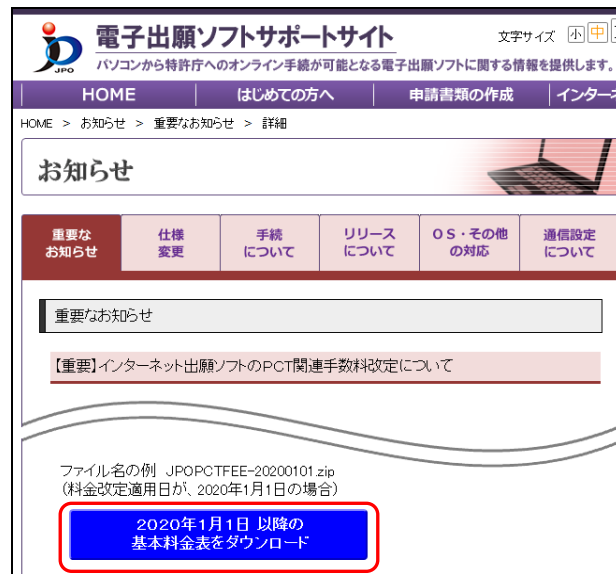 JPO
電子出願ソフトサポートサイト
文字サイズ 小 中
パソコンから特許庁へのオンライン手続が可能となる電子出願ソフトに関する情報を提供します。
HOME はじめての方へ 申請書類の作成 インターネ
HOME > お知らせ > 重要なお知らせ > 詳細
お知らせ
重要な
お知らせ
仕様
変更
手続
について
リリース
について
OS・その他
の対応
通信設定
について
重要なお知らせ
【重要】インターネット出願ソフトのPCT関連手数料改定について
ファイル名の例 JPOPCTFEE-20200101.zip
(料金改定適用日が、2020年1月1日の場合)
2020年1月1日 以降の
基本料金表をダウンロード